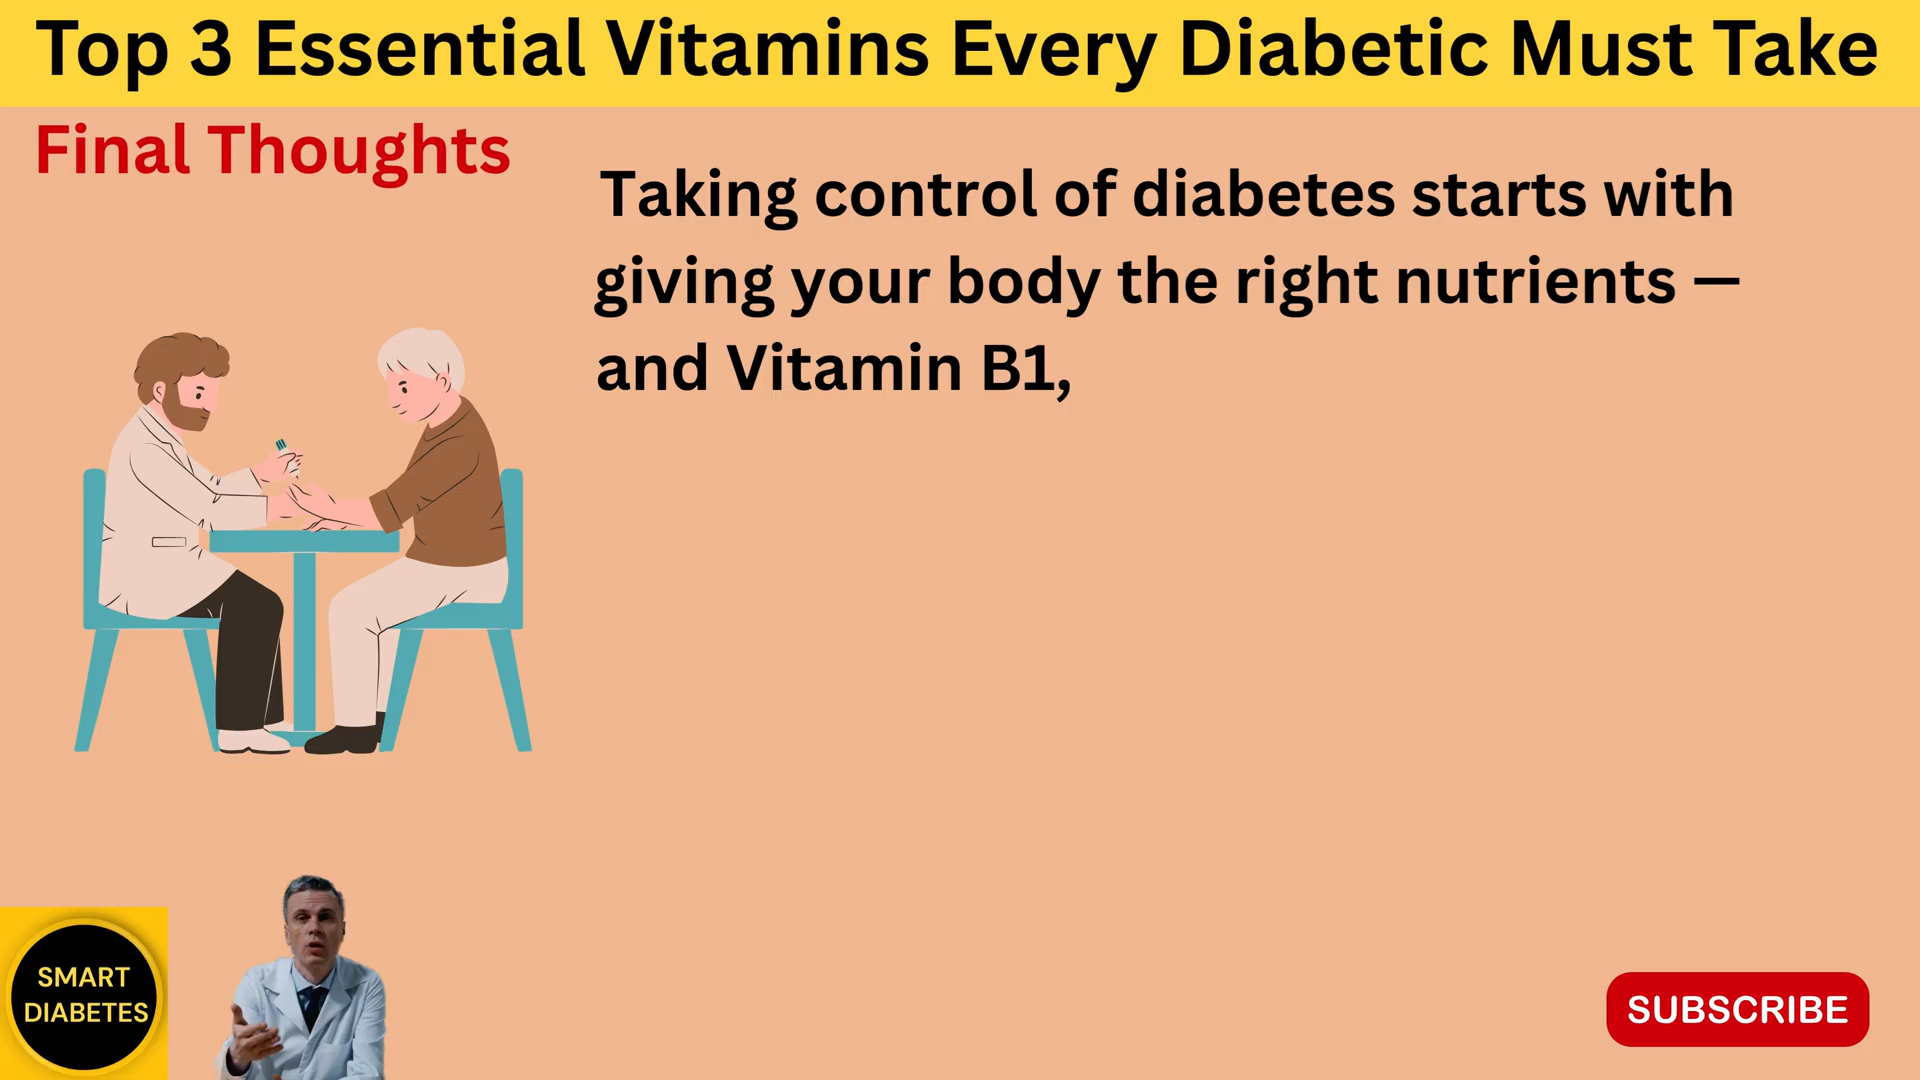 Top 3 Essential Vitamins Every Diabetic Must Take
Final Thoughts
Taking control of diabetes starts with
giving your body the right nutrients —
and Vitamin B1,
SMART
DIABETES
SUBSCRIBE